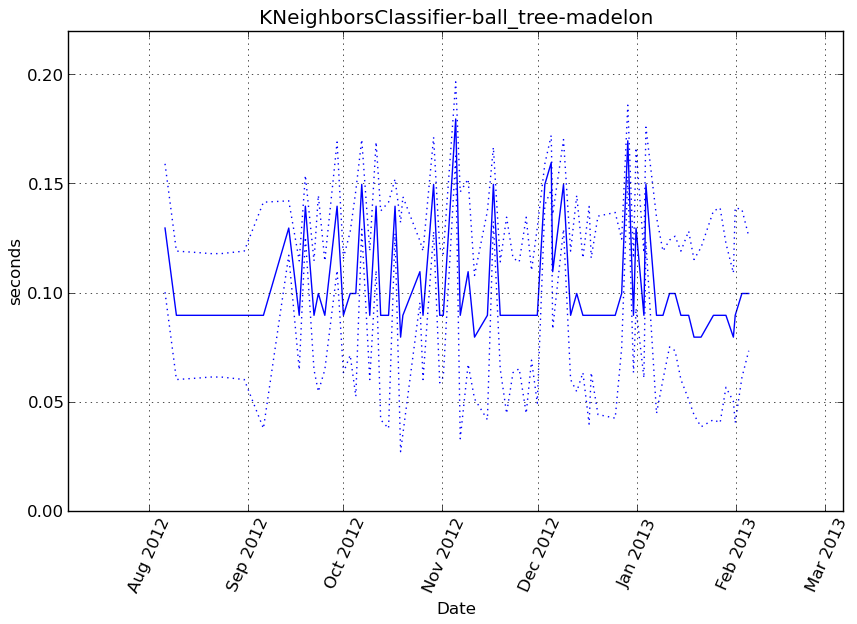 KNeighborsClassifier-ball_tree-madelon
0.20
0.15
0.10
0.05
0.00
seconds
Aug 2012
Sep 2012
Oct 2012
Nov 2012
Dec 2012
Jan 2013
Feb 2013
Mar 2013
Date